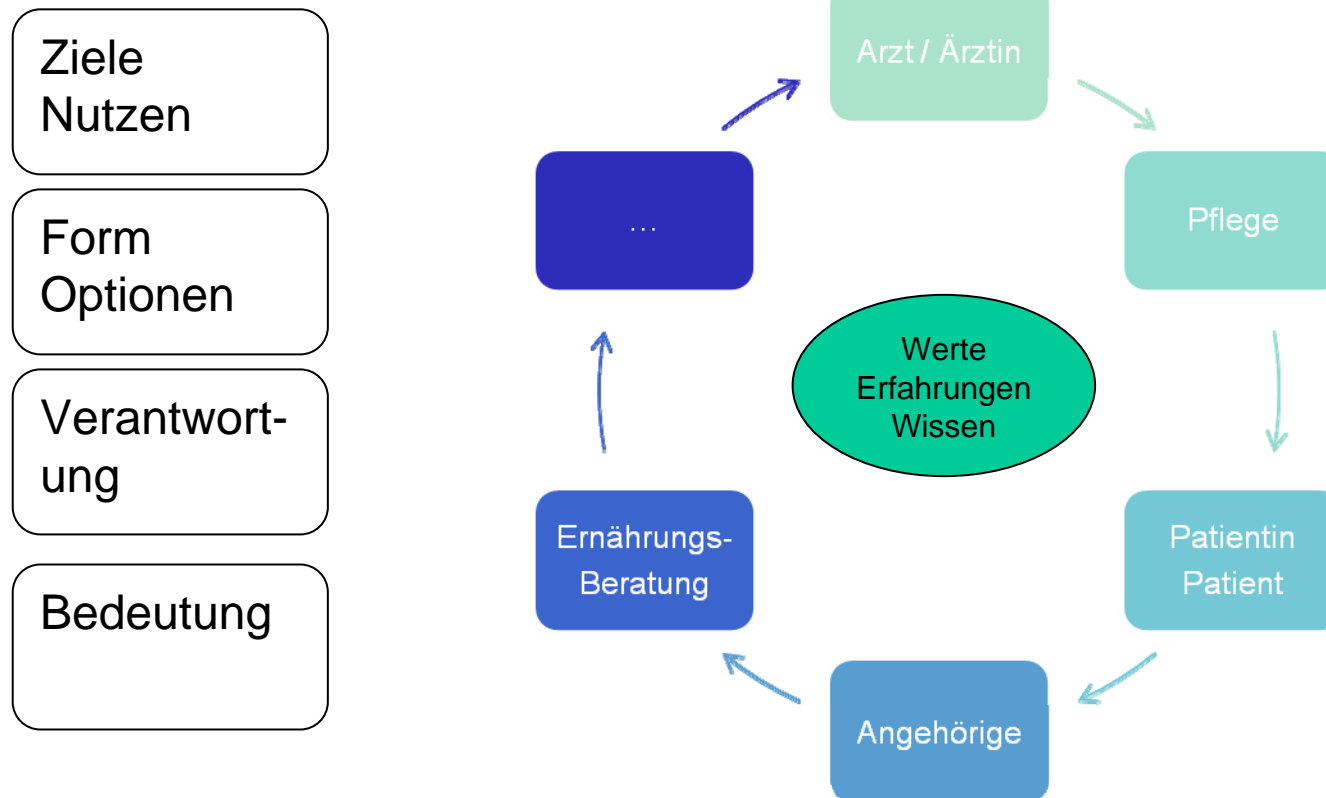 Ziele
Nutzen
Form
Optionen
Verantwort-
ung
Bedeutung
Arzt / Ärztin
Pflege
Patientin
Patient
Angehörige
Ernährungs-
Beratung
...
Werte
Erfahrungen
Wissen